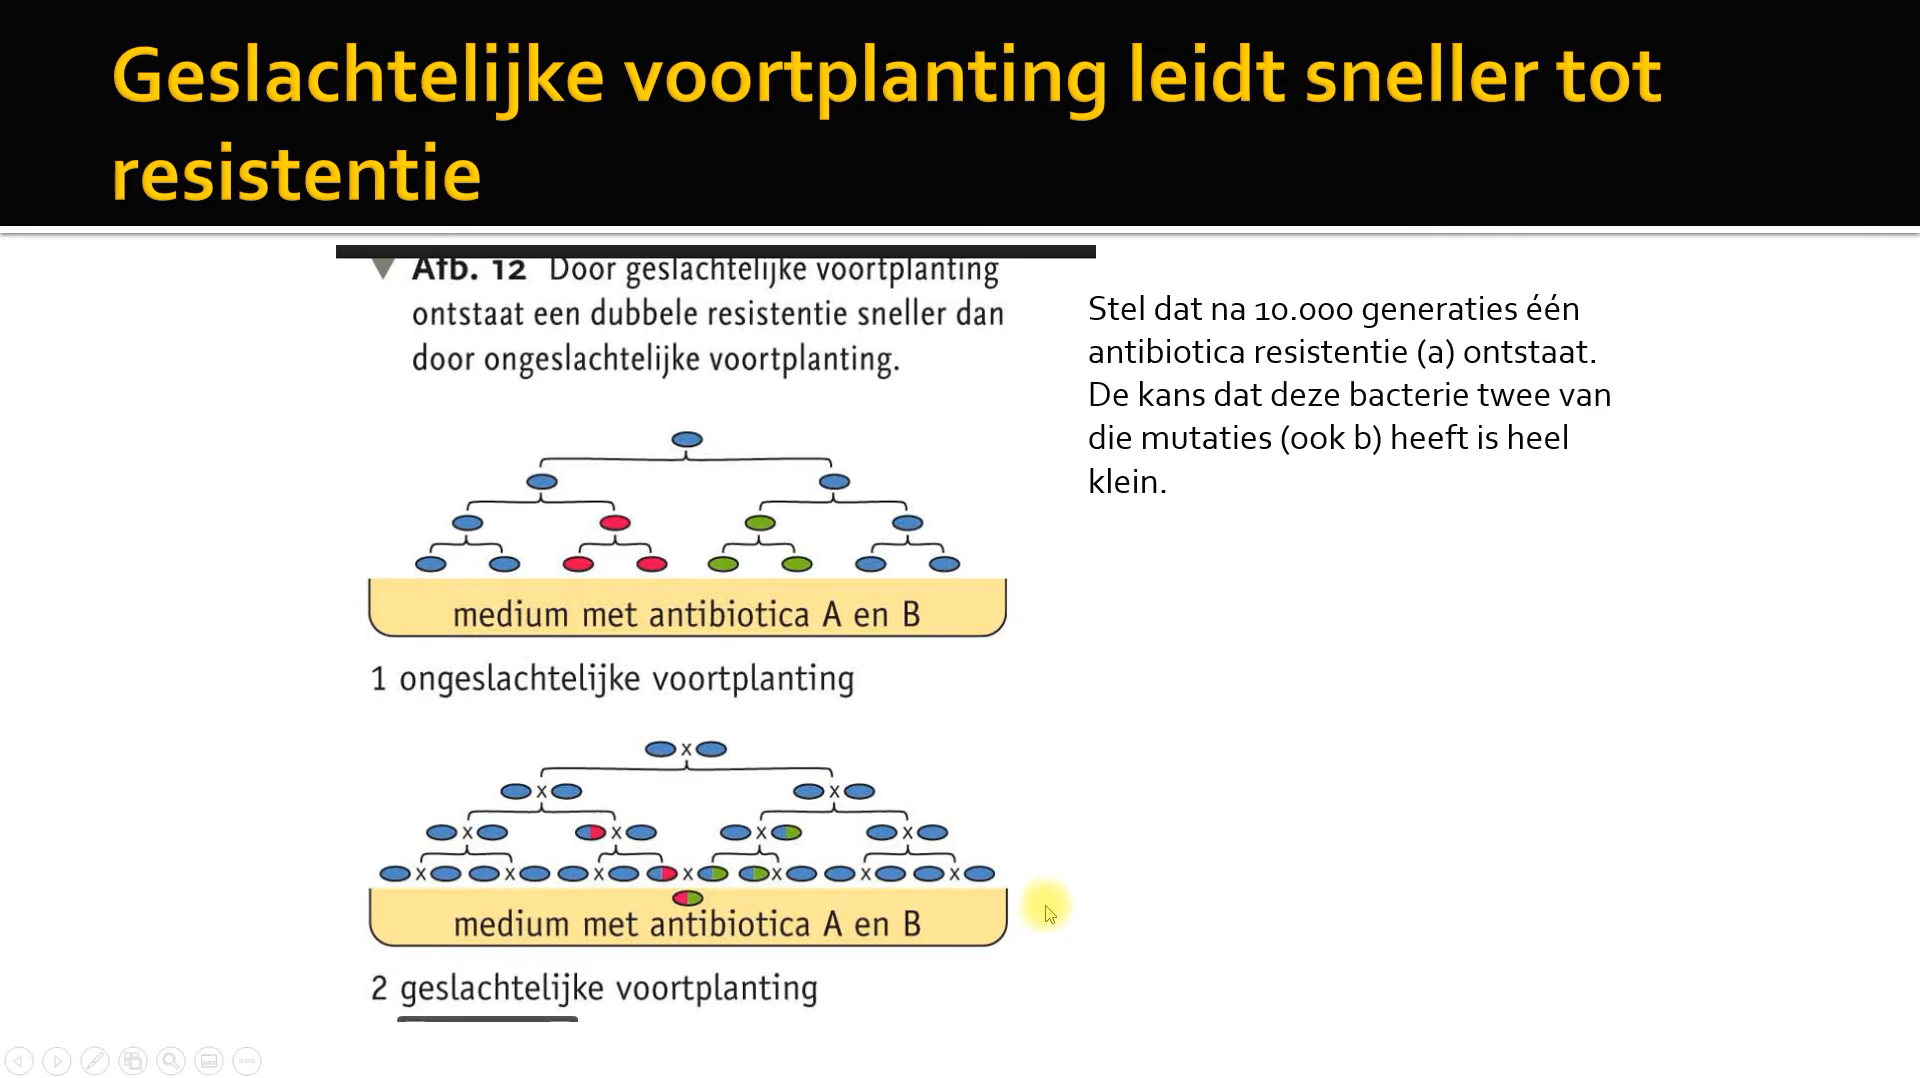 Geslachtelijke voortplanting leidt sneller tot
resistentie
Afb. 12 Door geslachtelijke voortplanting
ontstaat een dubbele resistentie sneller dan
door ongeslachtelijke voortplanting.
Stel dat na 10.000 generaties één
antibiotica resistentie (a) ontstaat.
De kans dat deze bacterie twee van
die mutaties (ook b) heeft is heel
klein.
medium met antibiotica A en B
1 ongeslachtelijke voortplanting
x
x x
x x x x
x x x x x x x
medium met antibiotica A en B
2 geslachtelijke voortplanting